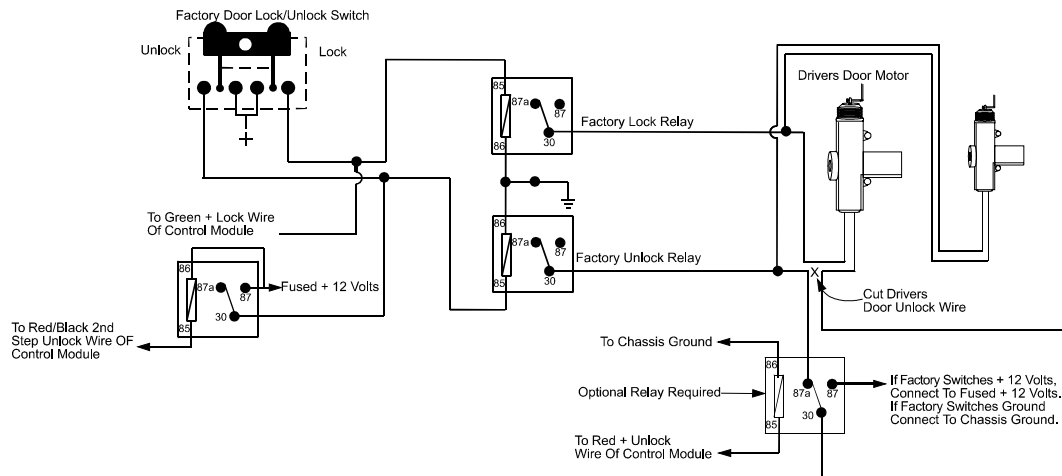 Factory Door Lock/Unlock Switch
Unlock
Lock
+
85
87a
87
86
30
Factory Lock Relay
Drivers Door Motor
86
87a
87
85
30
Factory Unlock Relay
To Green + Lock Wire
Of Control Module
86
87a
87
30
85
Fused + 12 Volts
To Red/Black 2nd
Step Unlock Wire OF
Control Module
X
Cut Drivers
Door Unlock Wire
To Chassis Ground
86
87a
87
30
85
Optional Relay Required
If Factory Switches + 12 Volts,
Connect To Fused + 12 Volts.
If Factory Switches Ground
Connect To Chassis Ground.
To Red + Unlock
Wire Of Control Module